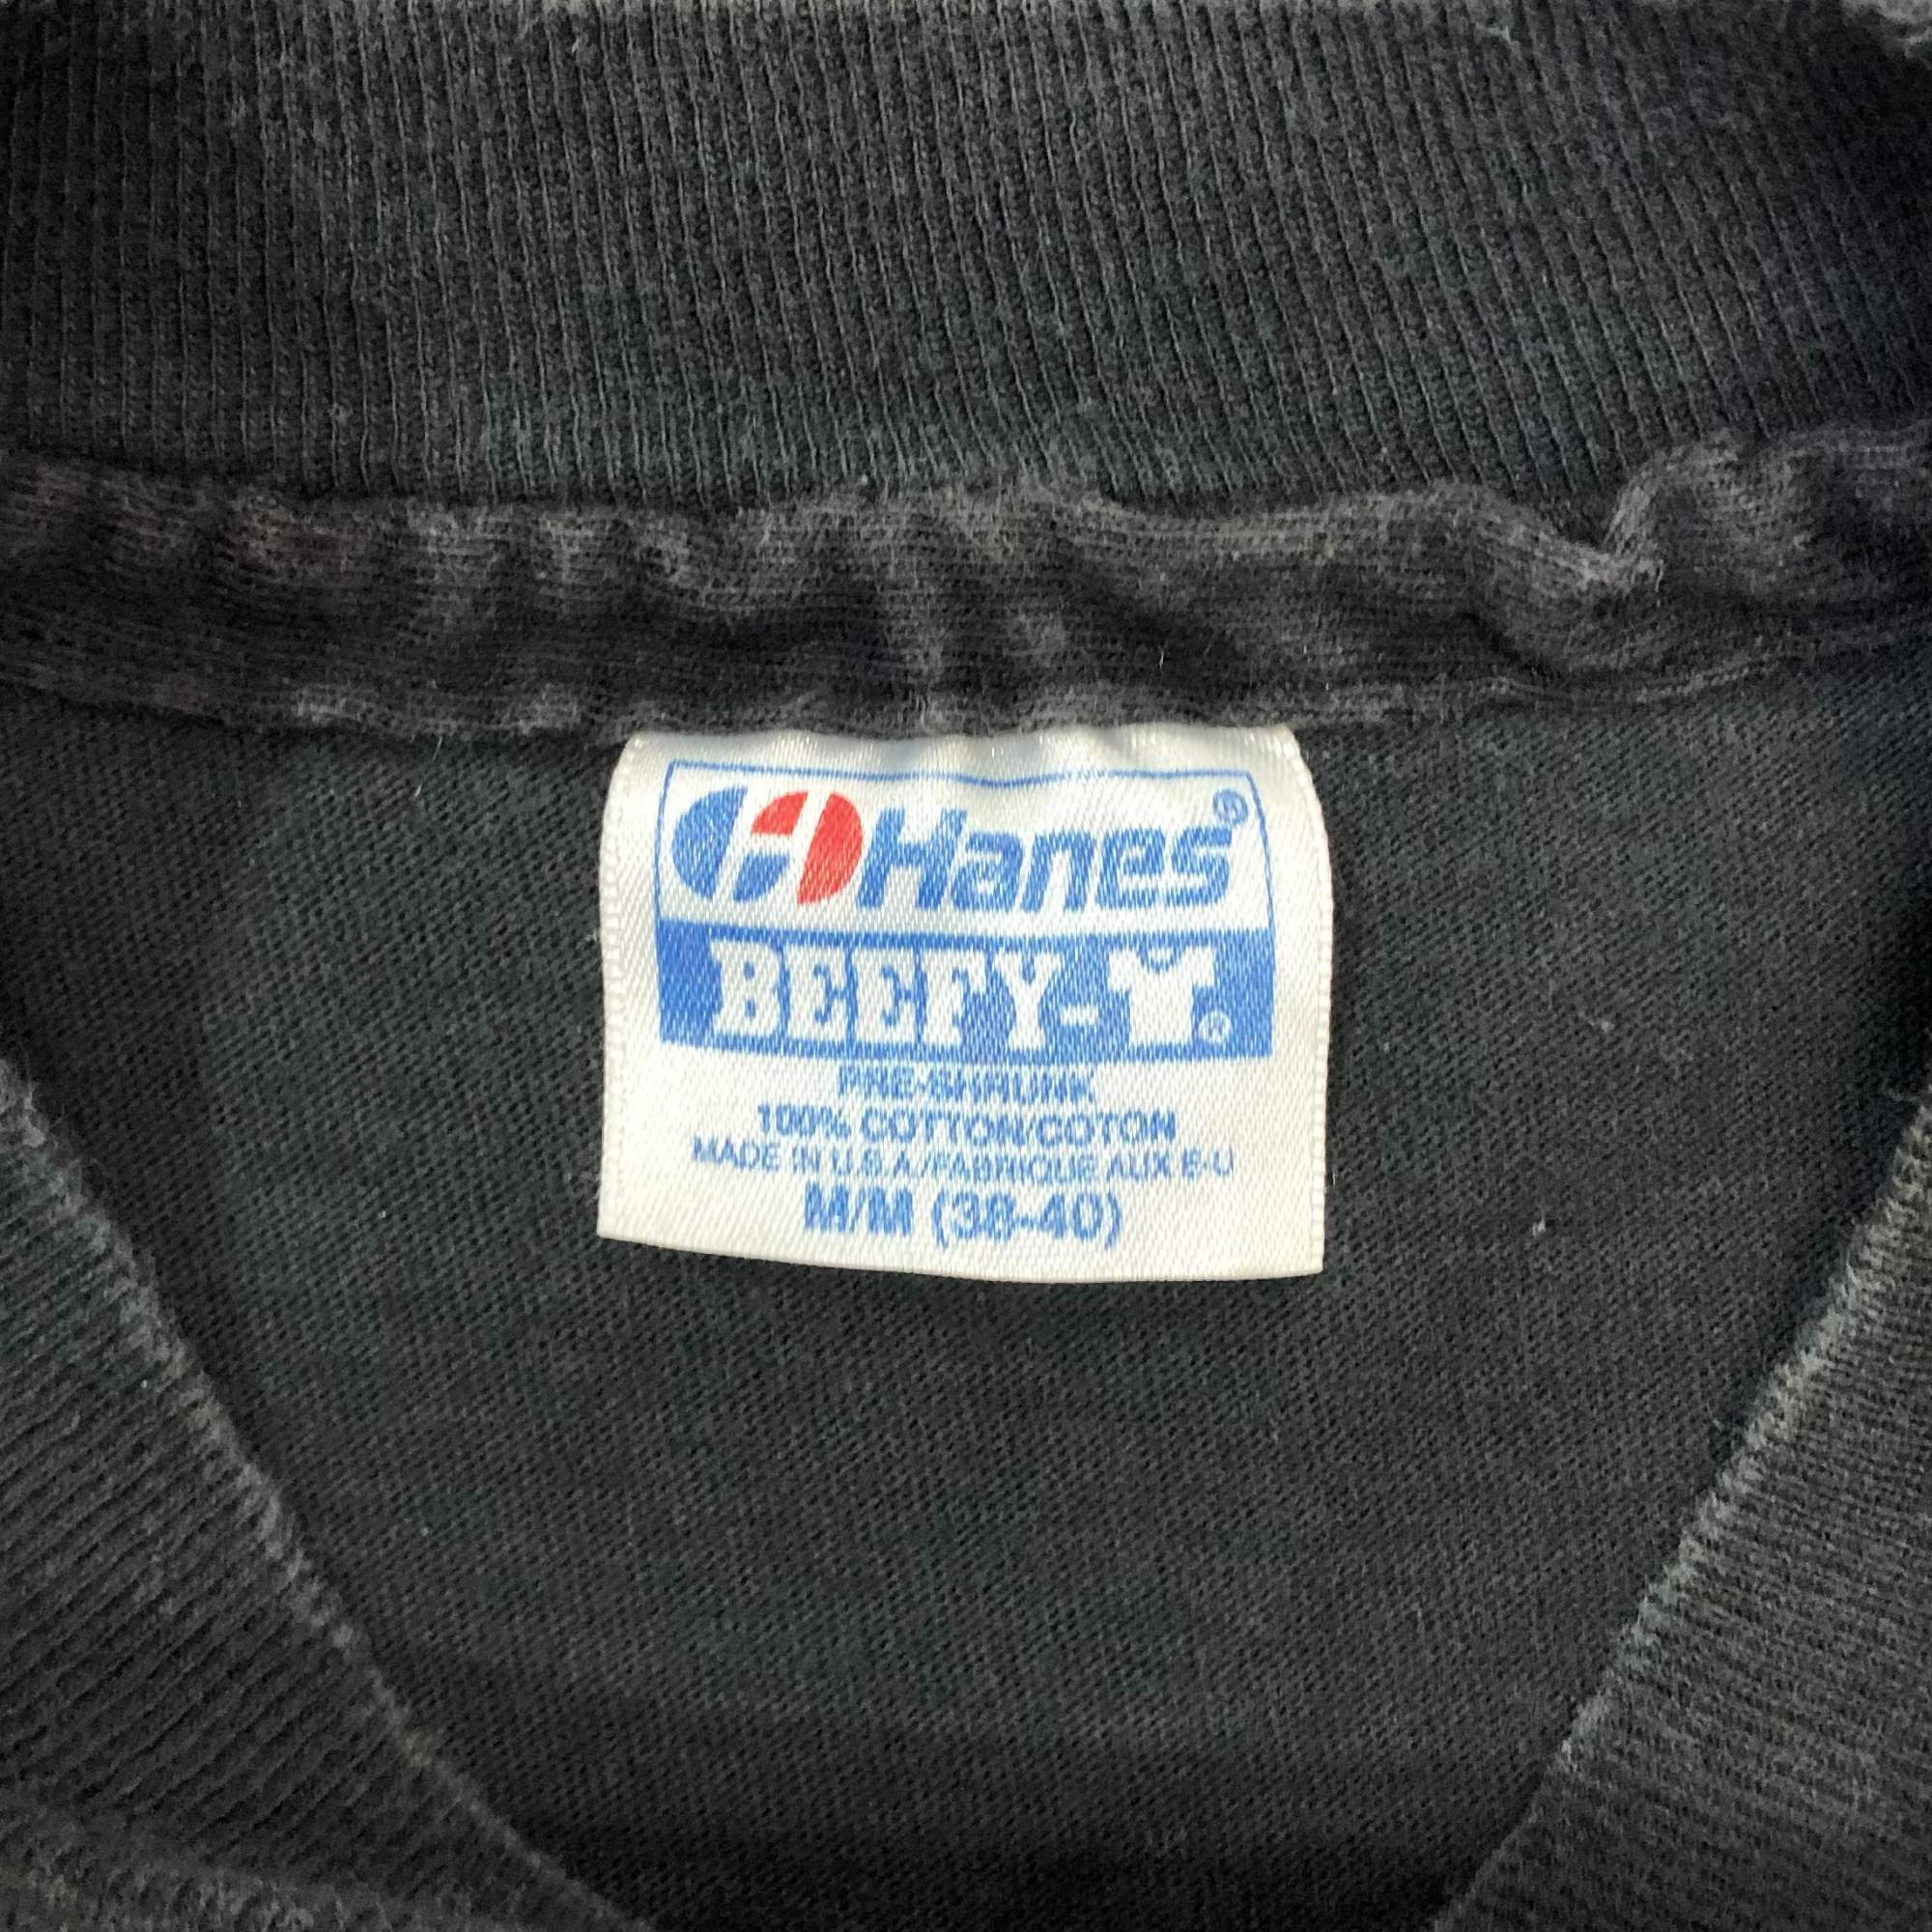 Hanes®
BEEFY-T®
PRE-SHRUNK
100% COTTON/COTON
MADE IN U.S.A./FABRIQUE AUX E-U
M/M (38-40)